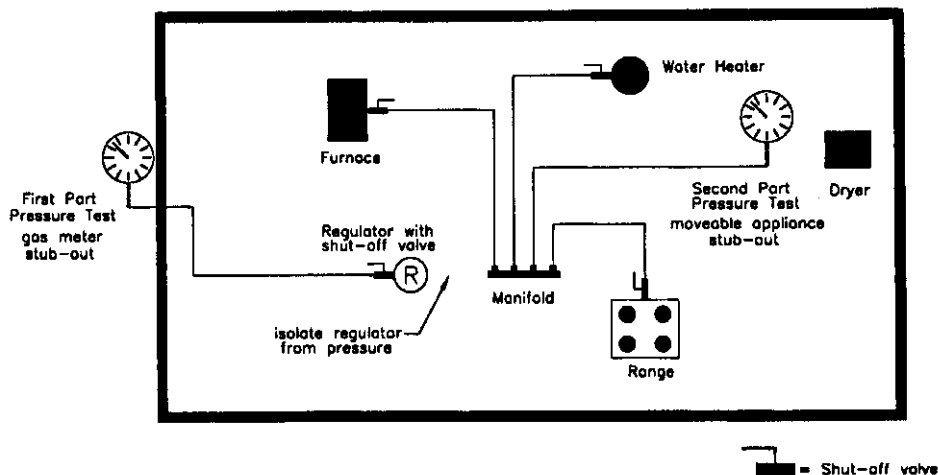 Water Heater
Furnace
First Part
Pressure Test
gas meter
stub-out
Second Part
Pressure Test
moveable appliance
stub-out
Dryer
Regulator with
shut-off valve
R
Manifold
isolate regulator
from pressure
Range
= Shut-off valve